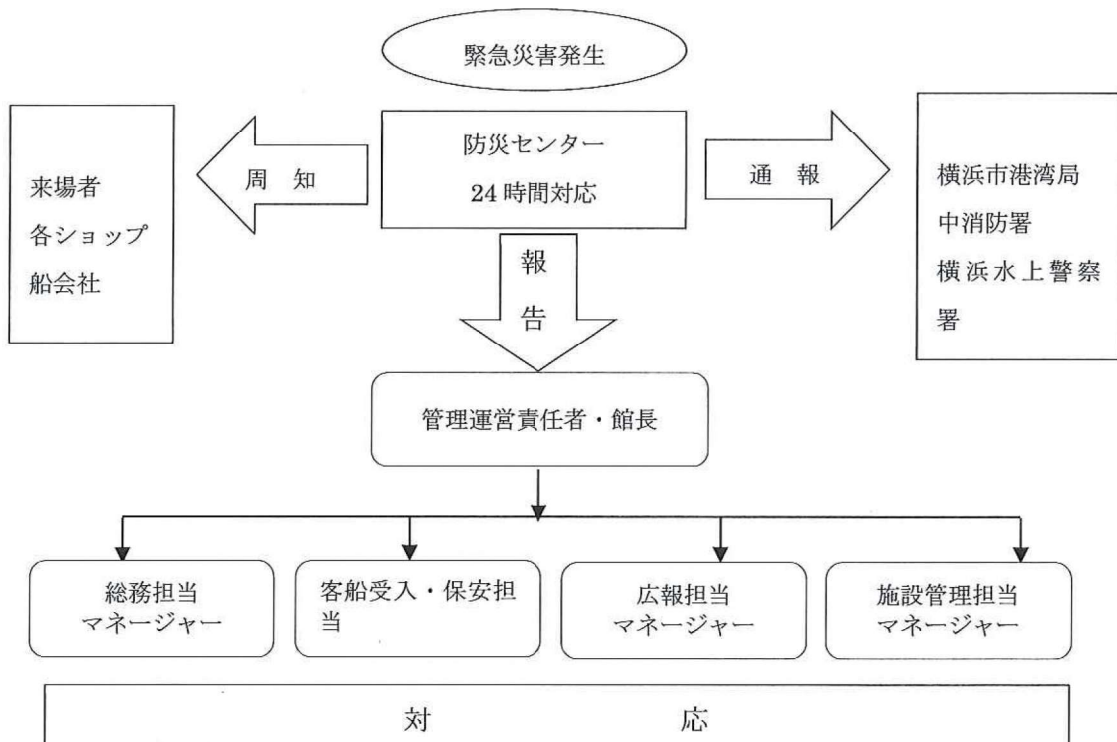 緊急災害発生
防災センター
24時間対応
周 知
通 報
来場者
各ショップ
船会社
横浜市港湾局
中消防署
横浜水上警察
署
報
告
管理運営責任者・館長
総務担当
マネージャー
客船受入・保安担
当
広報担当
マネージャー
施設管理担当
マネージャー
対 応